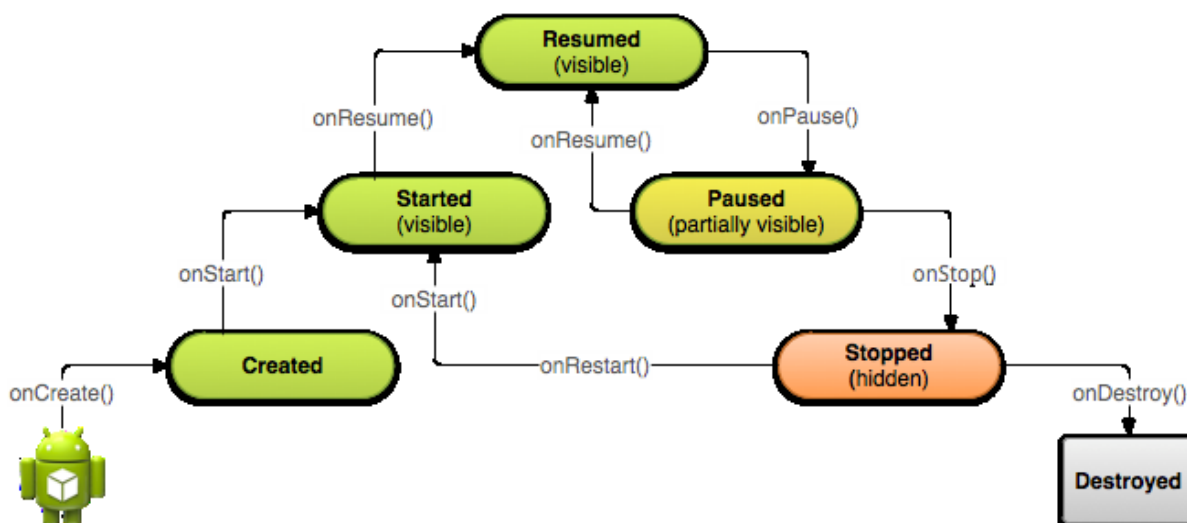 Resumed
(visible)
onResume()
onResume()
onPause()
Started
(visible)
Paused
(partially visible)
onStart()
onStart()
onStop()
Created
onRestart()
Stopped
(hidden)
onCreate()
onDestroy()
Destroyed